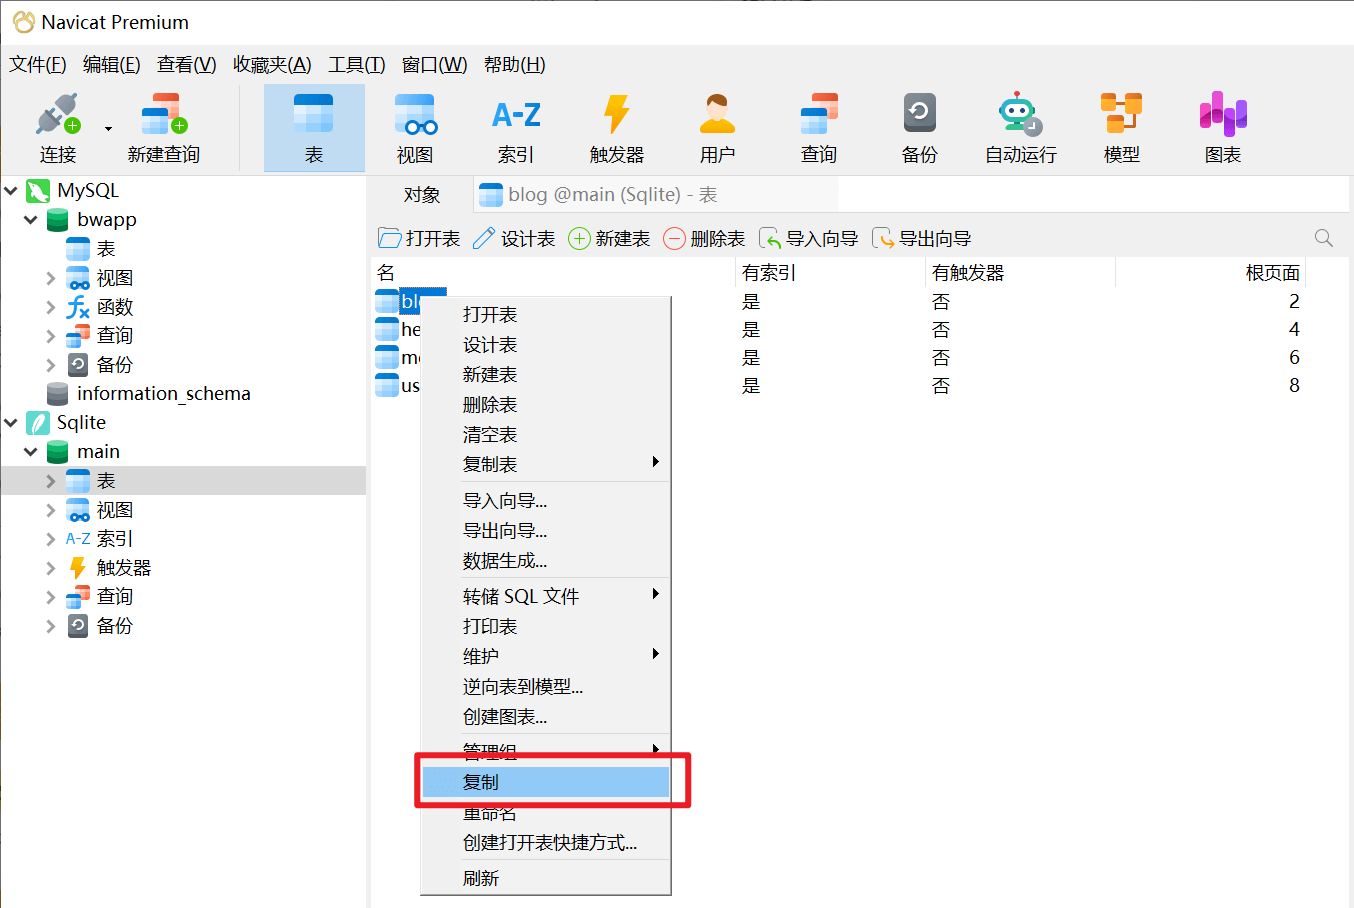 Navicat Premium
文件(F) 编辑(E) 查看(V) 收藏夹(A) 工具(T) 窗口(W) 帮助(H)
连接 新建查询 表 视图 A-Z 索引 触发器 用户 查询 备份 自动运行 模型 图表
MySQL
bwapp
表
视图
fx 函数
查询
备份
information_schema
Sqlite
main
表
视图
A-Z 索引
触发器
查询
备份
对象 blog @main (Sqlite) - 表
打开表 设计表 新建表 删除表 导入向导 导出向导
名 有索引 有触发器 根页面
是 否 2
he 是 否 4
是 否 6
us 是 否 8
打开表
设计表
新建表
删除表
清空表
复制表
导入向导...
导出向导...
数据生成...
转储 SQL 文件
打印表
维护
逆向表到模型...
创建图表...
管理组
复制
重命名
创建打开表快捷方式...
刷新